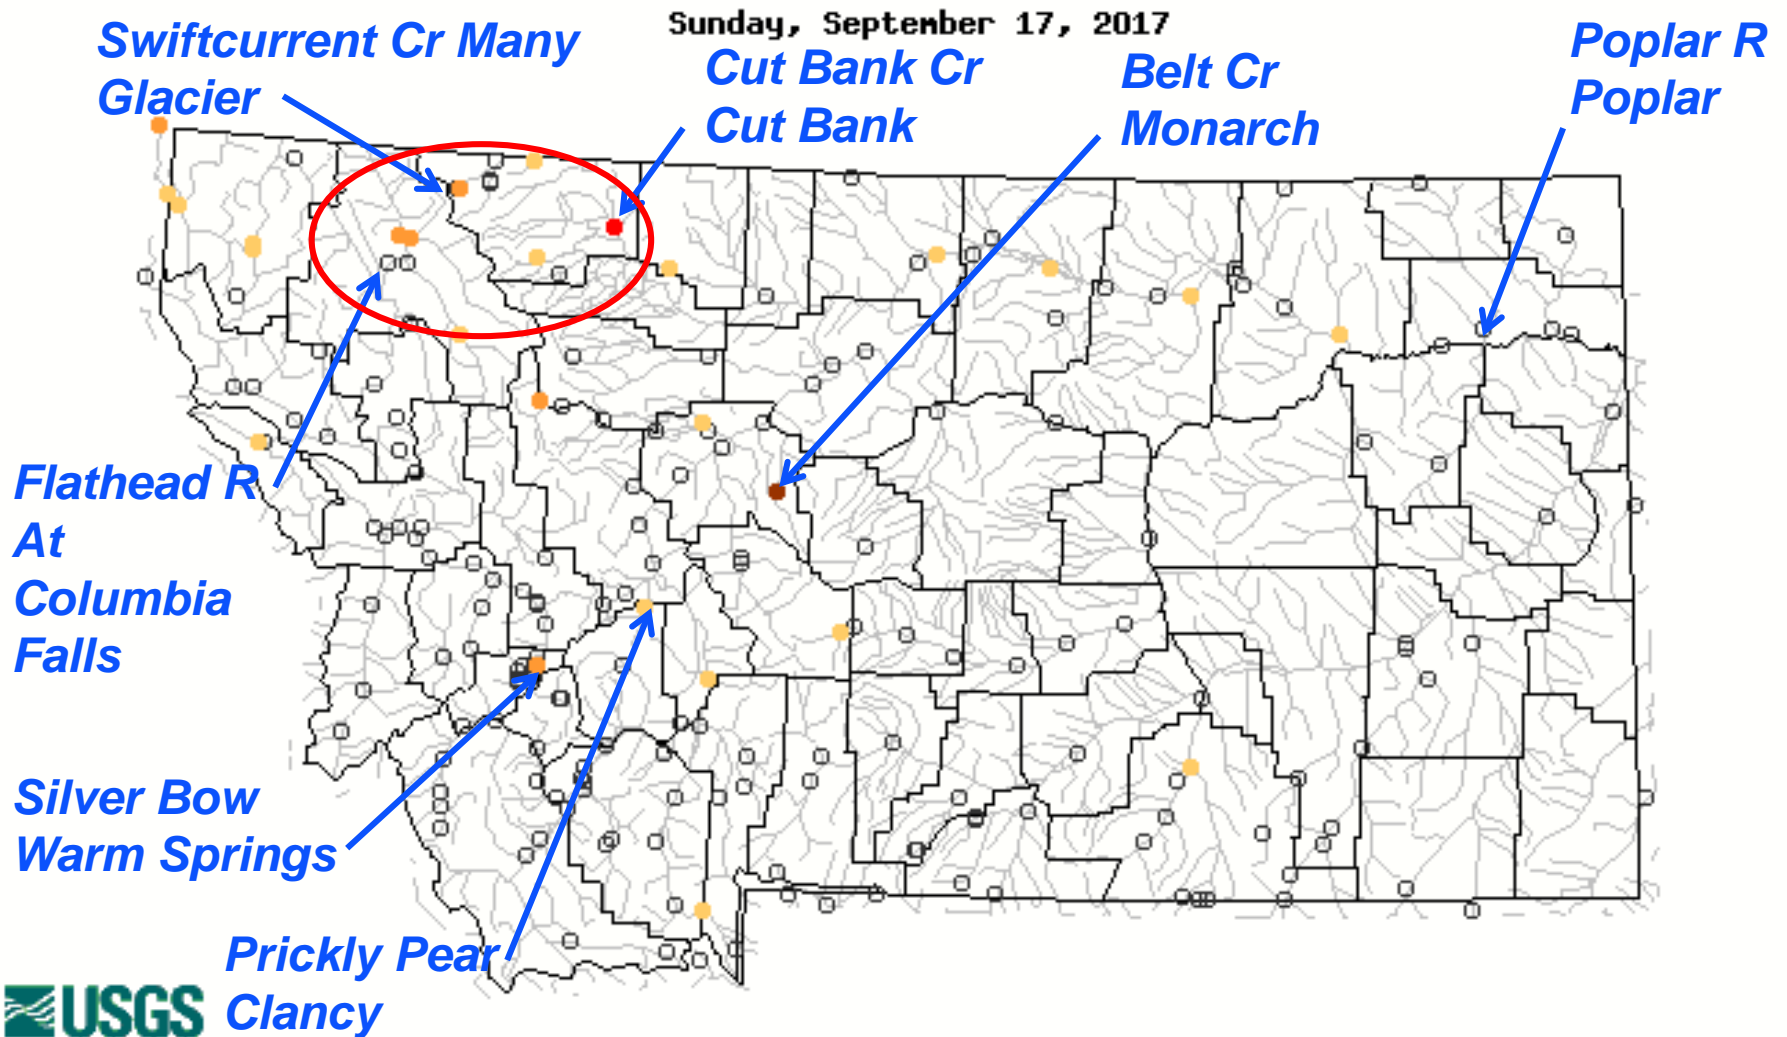 Sunday, September 17, 2017
Swiftcurrent Cr Many
Glacier
Cut Bank Cr
Cut Bank
Belt Cr
Monarch
Poplar R
Poplar
Flathead R
At
Columbia
Falls
Silver Bow
Warm Springs
Prickly Pear
Clancy
USGS